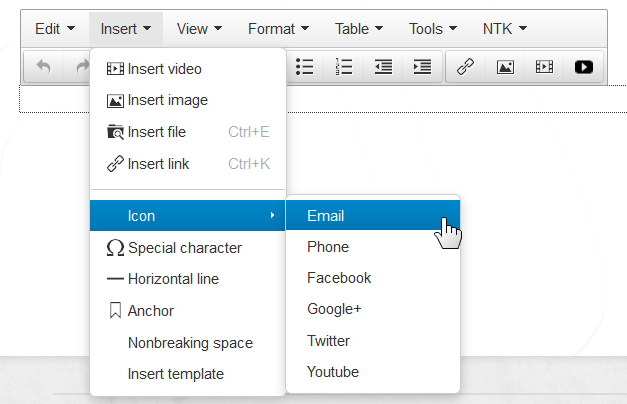 Edit Insert View Format Table Tools NTK
Insert video
Insert image
Insert file Ctrl+E
Insert link Ctrl+K
Icon
Special character
Horizontal line
Anchor
Nonbreaking space
Insert template
Email
Phone
Facebook
Google+
Twitter
Youtube